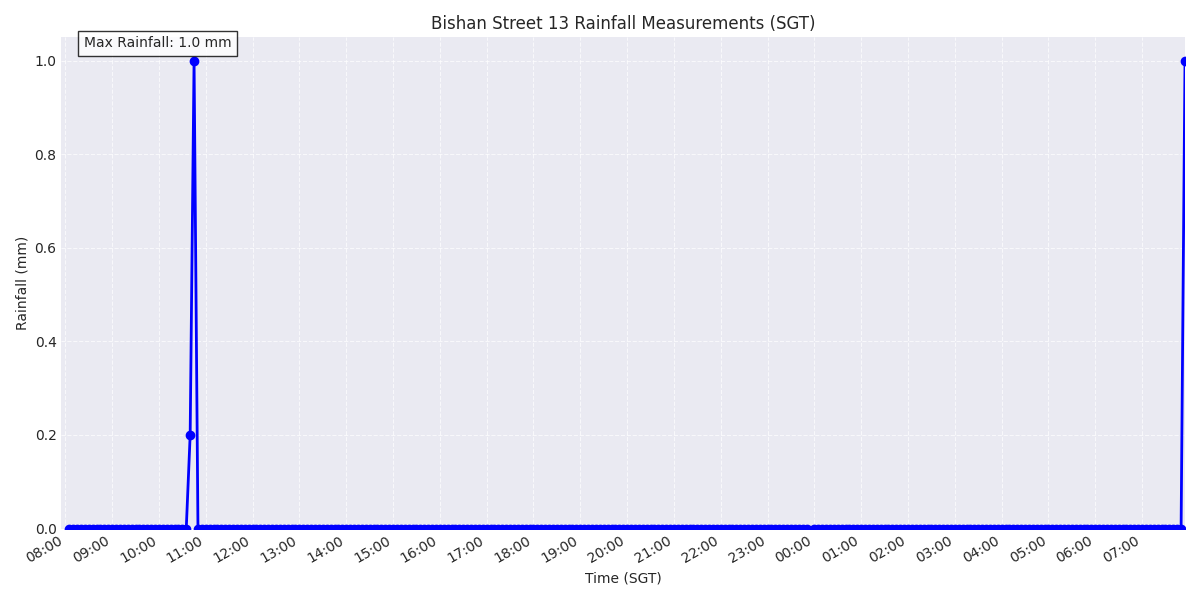 Bishan Street 13 Rainfall Measurements (SGT)
Max Rainfall: 1.0 mm
1.0
0.8
0.6
0.4
0.2
0.0
Rainfall (mm)
08:00 09:00 10:00 11:00 12:00 13:00 14:00 15:00 16:00 17:00 18:00 19:00 20:00 21:00 22:00 23:00 00:00 01:00 02:00 03:00 04:00 05:00 06:00 07:00
Time (SGT)